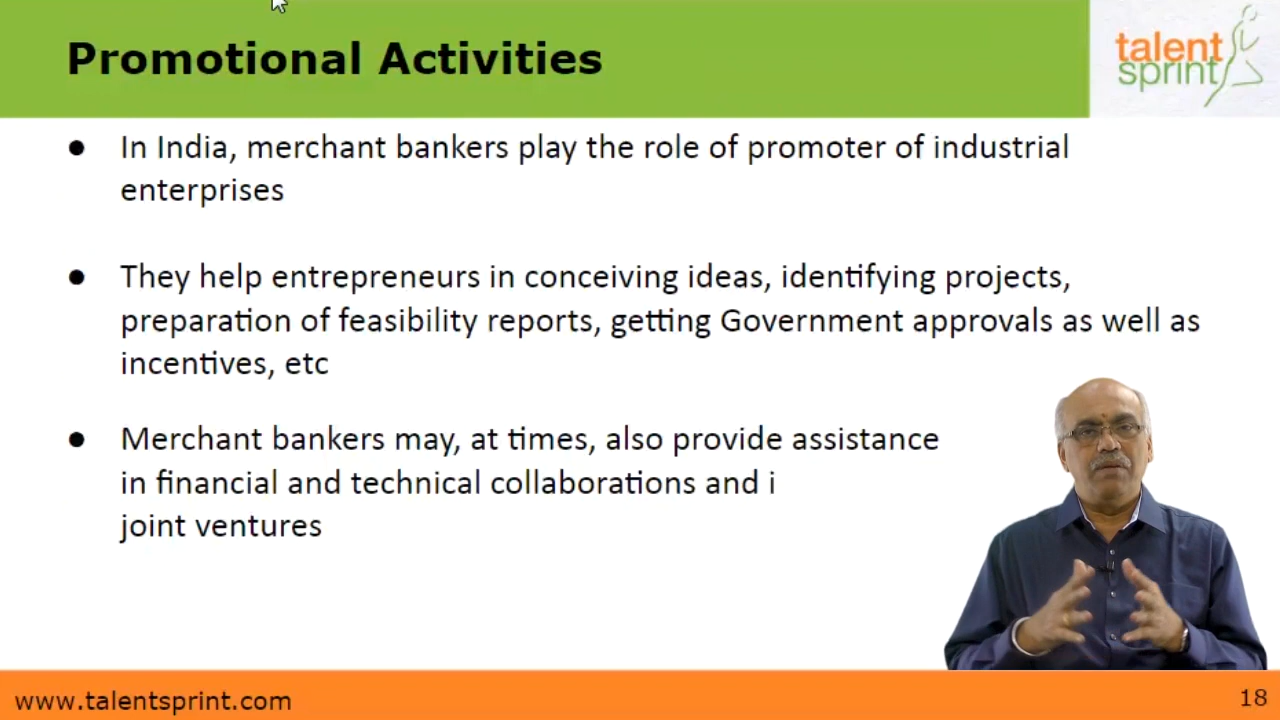 Promotional Activities
talent
sprint
● In India, merchant bankers play the role of promoter of industrial
enterprises
● They help entrepreneurs in conceiving ideas, identifying projects,
preparation of feasibility reports, getting Government approvals as well as
incentives, etc
● Merchant bankers may, at times, also provide assistance
in financial and technical collaborations and i
joint ventures
www.talentsprint.com
18